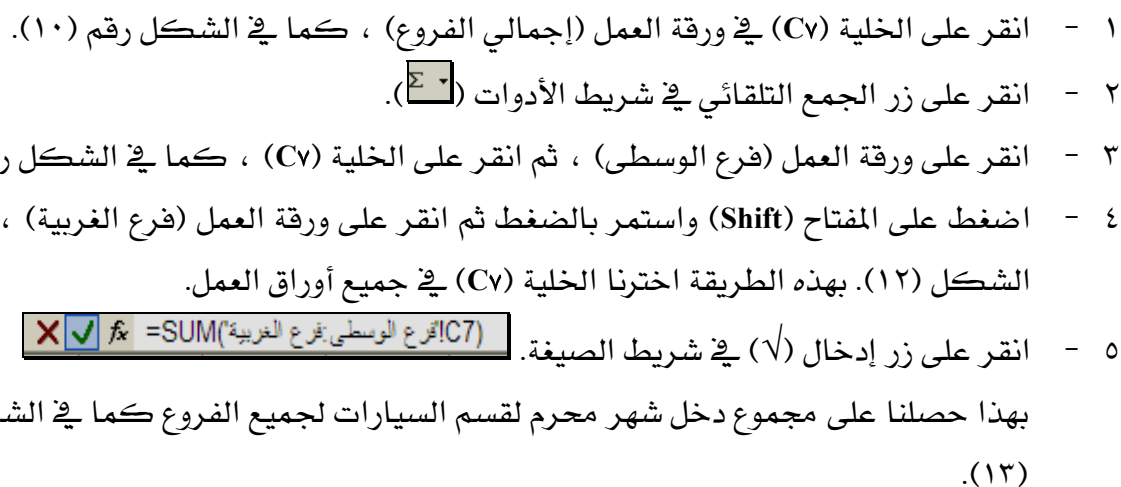 ١ - انقر على الخلية (C٧) في ورقة العمل (إجمالي الفروع) ، كما في الشكل رقم (١٠).
٢ - انقر على زر الجمع التلقائي في شريط الأدوات (Σ).
٣ - انقر على ورقة العمل (فرع الوسطى) ، ثم انقر على الخلية (C٧) ، كما في الشكل
٤ - اضغط على المفتاح (Shift) واستمر بالضغط ثم انقر على ورقة العمل (فرع الغربية) ،
الشكل (١٢). بهذه الطريقة اخترنا الخلية (C٧) في جميع أوراق العمل.
٥ - انقر على زر إدخال (√) في شريط الصيغة. fx =SUM('فرع الوسطى:فرع الغربية'!C7)
بهذا حصلنا على مجموع دخل شهر محرم لقسم السيارات لجميع الفروع كما في
(١٣).